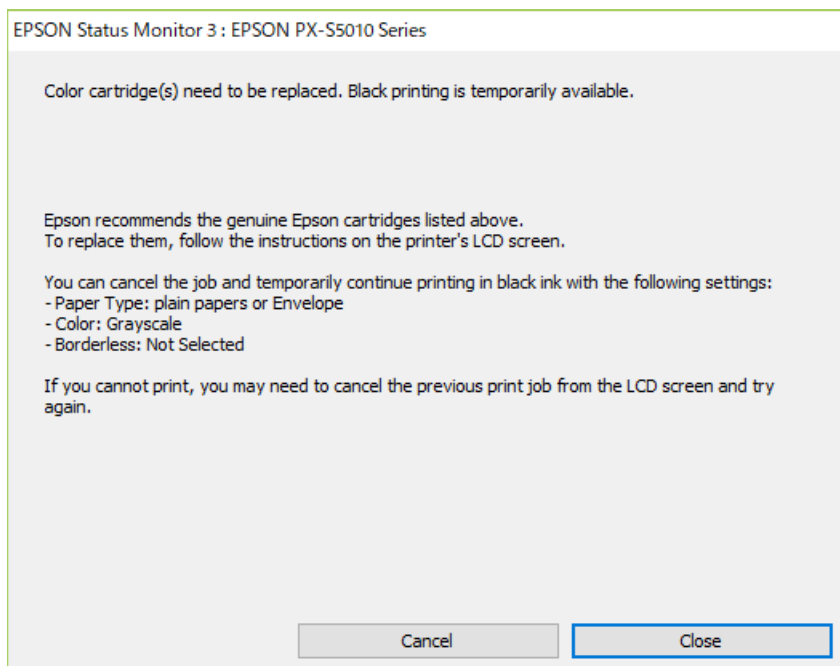 EPSON Status Monitor 3 : EPSON PX-S5010 Series
Color cartridge(s) need to be replaced. Black printing is temporarily available.
Epson recommends the genuine Epson cartridges listed above.
To replace them, follow the instructions on the printer's LCD screen.
You can cancel the job and temporarily continue printing in black ink with the following settings:
- Paper Type: plain papers or Envelope
- Color: Grayscale
- Borderless: Not Selected
If you cannot print, you may need to cancel the previous print job from the LCD screen and try
again.
Cancel Close